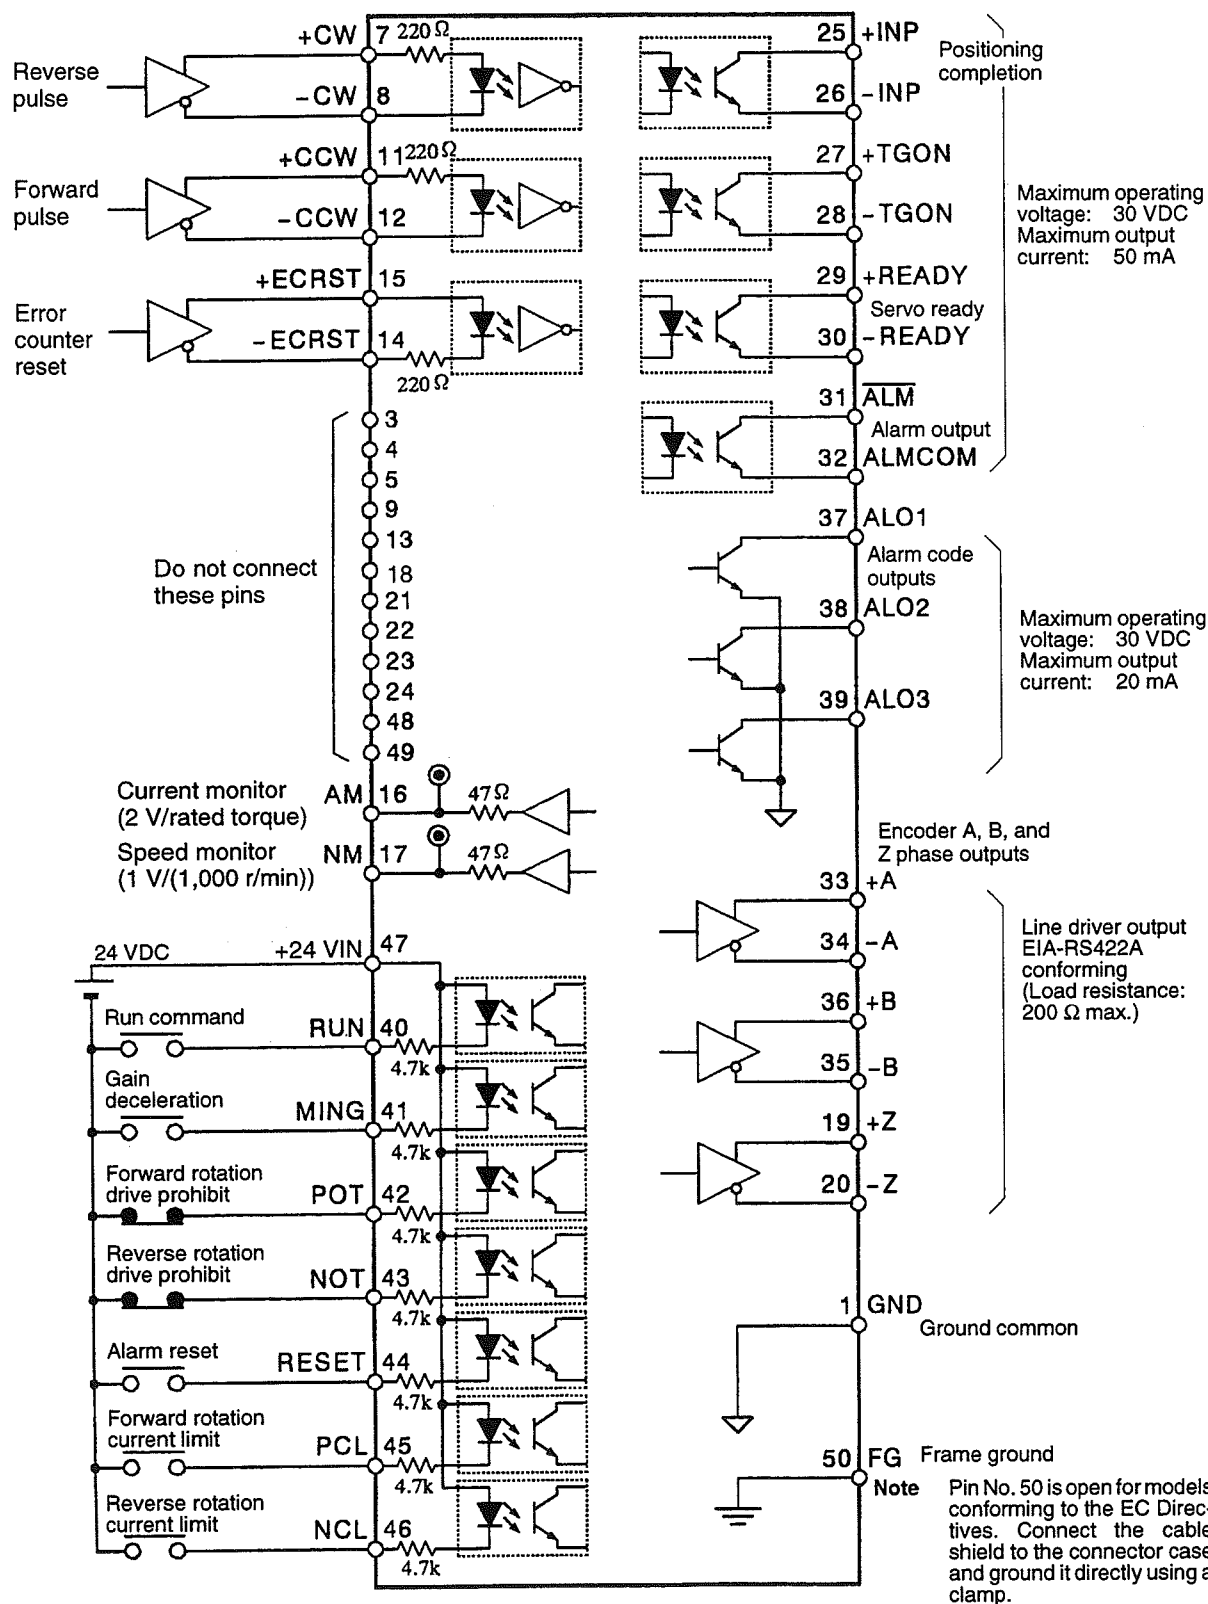 +CW 7 220 Ω
Reverse
pulse
−CW 8
+CCW 11 220 Ω
Forward
pulse
−CCW 12
+ECRST 15
Error
counter
reset
−ECRST 14
220 Ω
3
4
5
9
13
18
21
22
23
24
48
49
Do not connect
these pins
Current monitor
(2 V/rated torque)
AM 16 47 Ω
Speed monitor
(1 V/(1,000 r/min))
NM 17 47 Ω
24 VDC +24 VIN 47
Run command
RUN 40
4.7k
Gain
deceleration
MING 41
4.7k
Forward rotation
drive prohibit
POT 42
4.7k
Reverse rotation
drive prohibit
NOT 43
4.7k
Alarm reset
RESET 44
4.7k
Forward rotation
current limit
PCL 45
4.7k
Reverse rotation
current limit
NCL 46
4.7k
25 +INP
Positioning
completion
26 −INP
27 +TGON
28 −TGON
29 +READY
Servo ready
30 −READY
31 ALM
Alarm output
32 ALMCOM
Maximum operating
voltage: 30 VDC
Maximum output
current: 50 mA
37 ALO1
Alarm code
outputs
38 ALO2
39 ALO3
Maximum operating
voltage: 30 VDC
Maximum output
current: 20 mA
Encoder A, B, and
Z phase outputs
33 +A
34 −A
36 +B
35 −B
19 +Z
20 −Z
Line driver output
EIA-RS422A
conforming
(Load resistance:
200 Ω max.)
1 GND
Ground common
50 FG Frame ground
Note Pin No. 50 is open for models
conforming to the EC Direc-
tives. Connect the cable
shield to the connector case
and ground it directly using a
clamp.